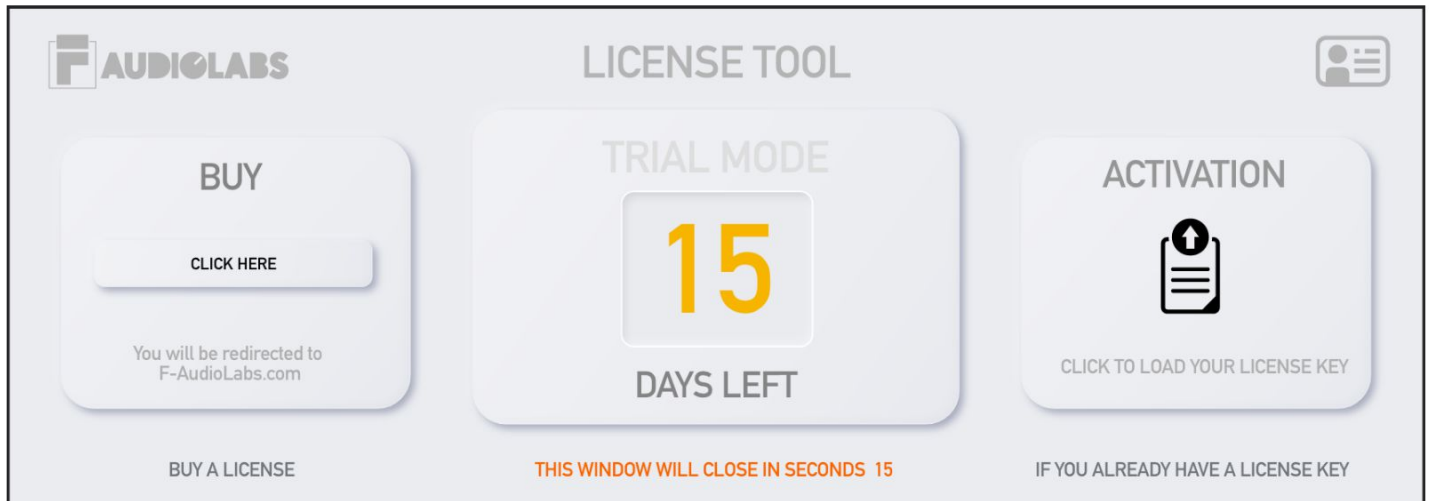 F AUDIOLABS
LICENSE TOOL
BUY
CLICK HERE
You will be redirected to
F-AudioLabs.com
BUY A LICENSE
TRIAL MODE
15
DAYS LEFT
THIS WINDOW WILL CLOSE IN SECONDS 15
ACTIVATION
CLICK TO LOAD YOUR LICENSE KEY
IF YOU ALREADY HAVE A LICENSE KEY